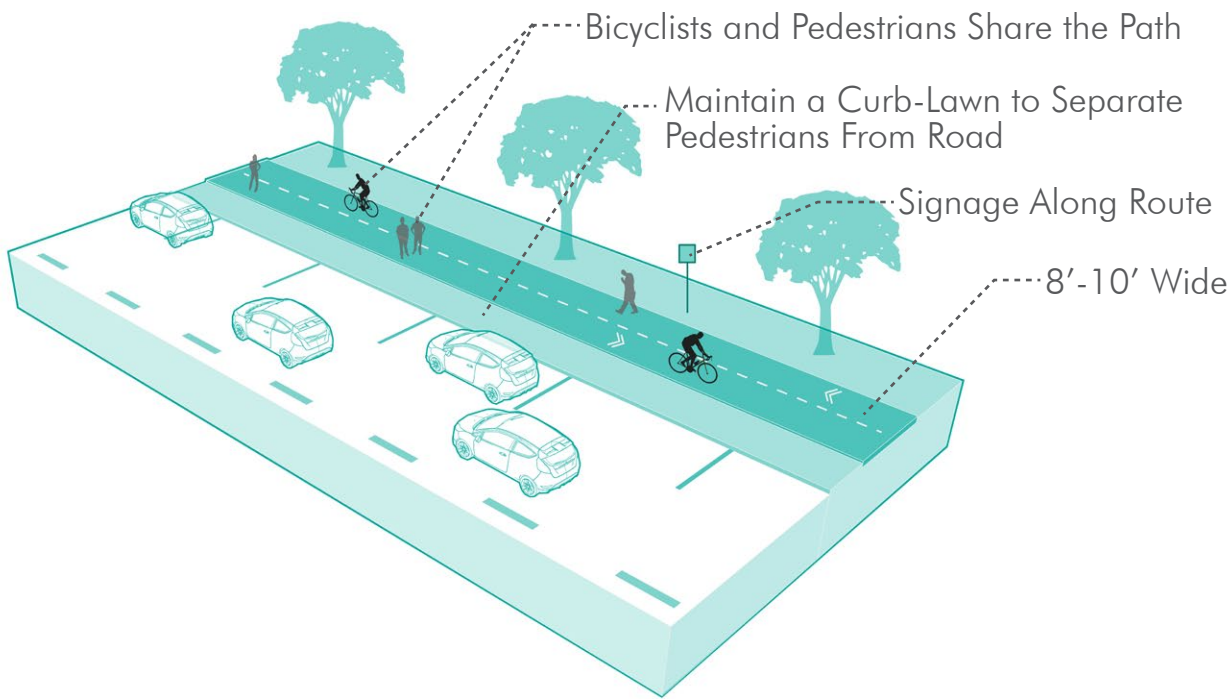 Bicyclists and Pedestrians Share the Path
Maintain a Curb-Lawn to Separate
Pedestrians From Road
Signage Along Route
8’-10’ Wide